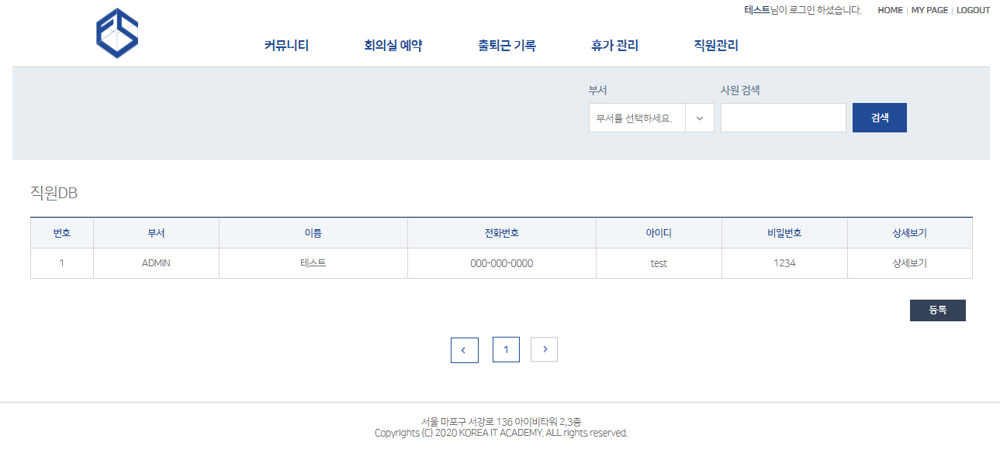 테스트님이 로그인 하셨습니다. HOME | MY PAGE | LOGOUT
커뮤니티 회의실 예약 출퇴근 기록 휴가 관리 직원관리
부서 사원 검색
부서를 선택하세요. 검색
직원DB
번호 부서 이름 전화번호 아이디 비밀번호 상세보기
1 ADMIN 테스트 000-000-0000 test 1234 상세보기
등록
1
서울 마포구 서강로 136 아이비타워 2,3층
Copyrights (C) 2020 KOREA IT ACADEMY. ALL rights reserved.